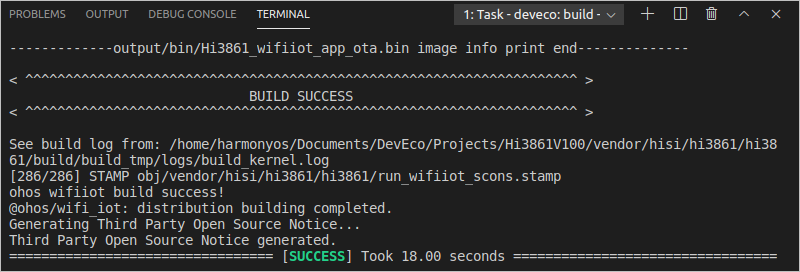 PROBLEMS OUTPUT DEBUG CONSOLE TERMINAL 1: Task - deveco: build -
-------------output/bin/Hi3861_wifiiot_app_ota.bin image info print end--------------
< ^^^^^^^^^^^^^^^^^^^^^^^^^^^^^^^^^^^^^^^^^^^^^^^^^^^^^^^^^^^^^^^^^^^^^ >
BUILD SUCCESS
< ^^^^^^^^^^^^^^^^^^^^^^^^^^^^^^^^^^^^^^^^^^^^^^^^^^^^^^^^^^^^^^^^^^^^^ >
See build log from: /home/harmonyos/Documents/DevEco/Projects/Hi3861V100/vendor/hisi/hi3861/hi38
61/build/build_tmp/logs/build_kernel.log
[286/286] STAMP obj/vendor/hisi/hi3861/hi3861/run_wifiiot_scons.stamp
ohos wifiiot build success!
@ohos/wifi_iot: distribution building completed.
Generating Third Party Open Source Notice...
Third Party Open Source Notice generated.
================================= [SUCCESS] Took 18.00 seconds =================================